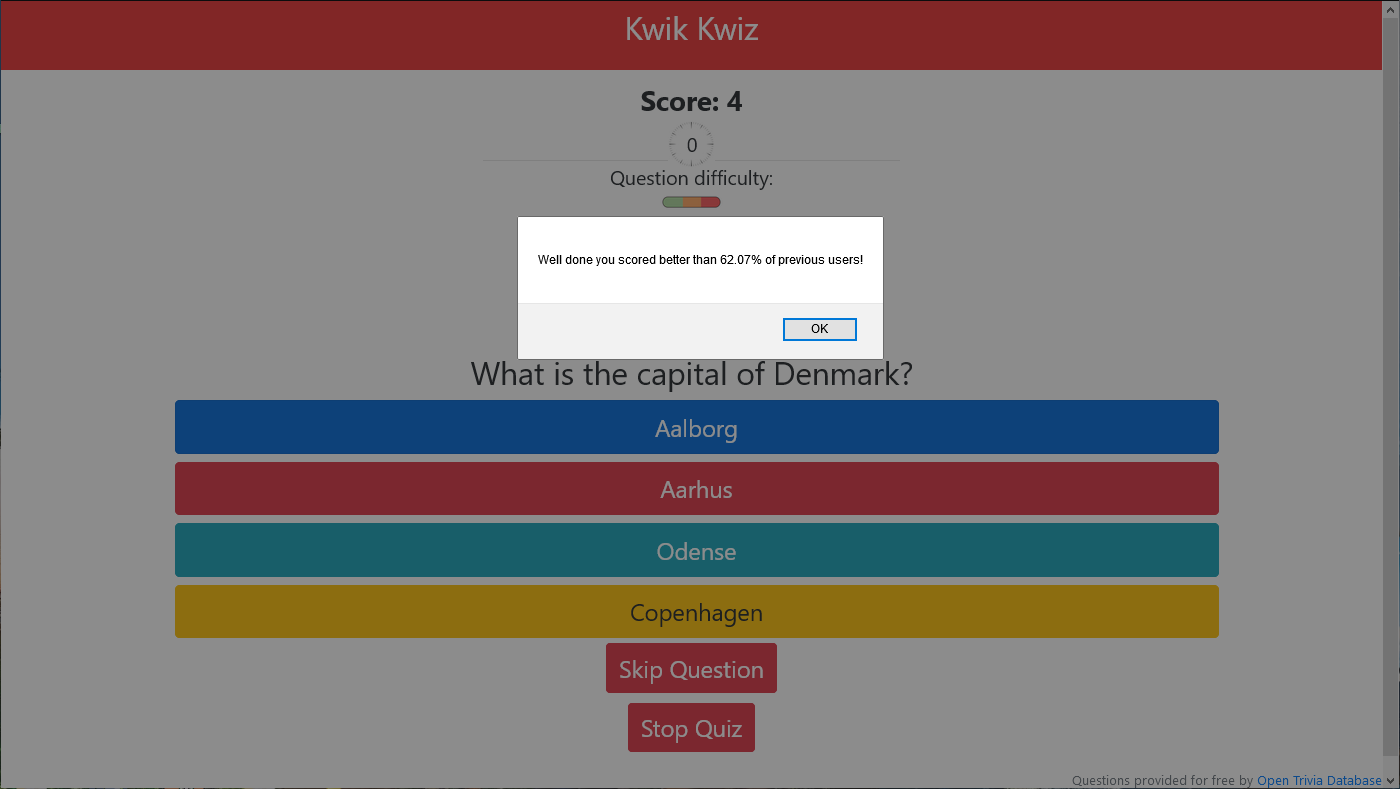 Kwik Kwiz
Score: 4
0
Question difficulty:
Well done you scored better than 62.07% of previous users!
OK
What is the capital of Denmark?
Aalborg
Aarhus
Odense
Copenhagen
Skip Question
Stop Quiz
Questions provided for free by Open Trivia Database